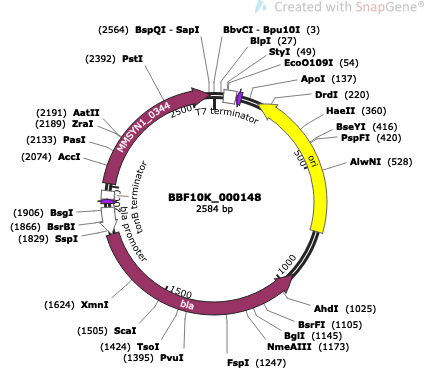 Created with SnapGene®
(2564) BspQI - SapI
BbvCI - Bpu10I (3)
BlpI (27)
StyI (49)
EcoO109I (54)
(2392) PstI
ApoI (137)
DrdI (220)
HaeII (360)
BseYI (416)
PspFI (420)
AlwNI (528)
(2191) AatII
(2189) ZraI
(2133) PasI
(2074) AccI
(1906) BsgI
(1866) BsrBI
(1829) SspI
(1624) XmnI
(1505) ScaI
(1424) TsoI
(1395) PvuI
FspI (1247)
NmeAIII (1173)
BglI (1145)
BsrFI (1105)
AhdI (1025)
2500
T7 terminator
MMSYN1_0344
500
ori
BBF10K_000148
2584 bp
tonB terminator
bla promoter
1000
1500
bla